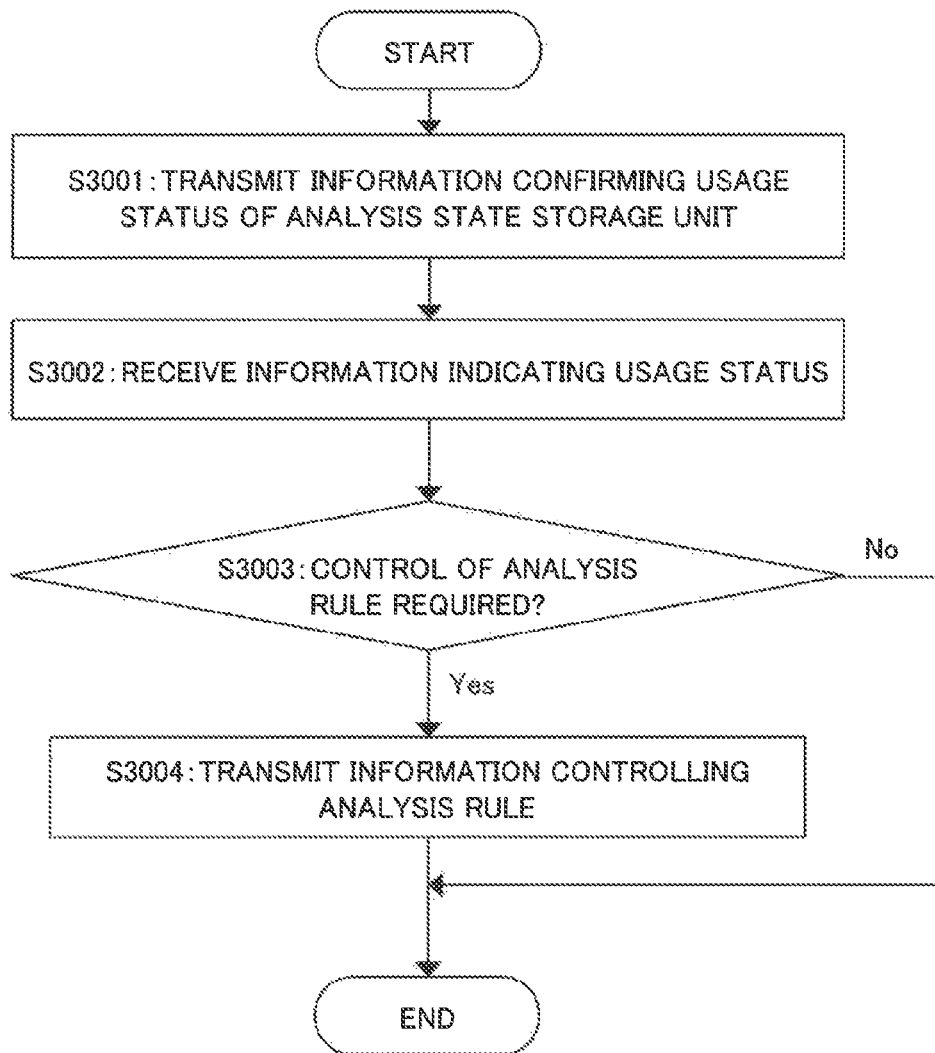 START
S3001:TRANSMIT INFORMATION CONFIRMING USAGE
STATUS OF ANALYSIS STATE STORAGE UNIT
S3002:RECEIVE INFORMATION INDICATING USAGE STATUS
S3003:CONTROL OF ANALYSIS
RULE REQUIRED?
No
Yes
S3004:TRANSMIT INFORMATION CONTROLLING
ANALYSIS RULE
END